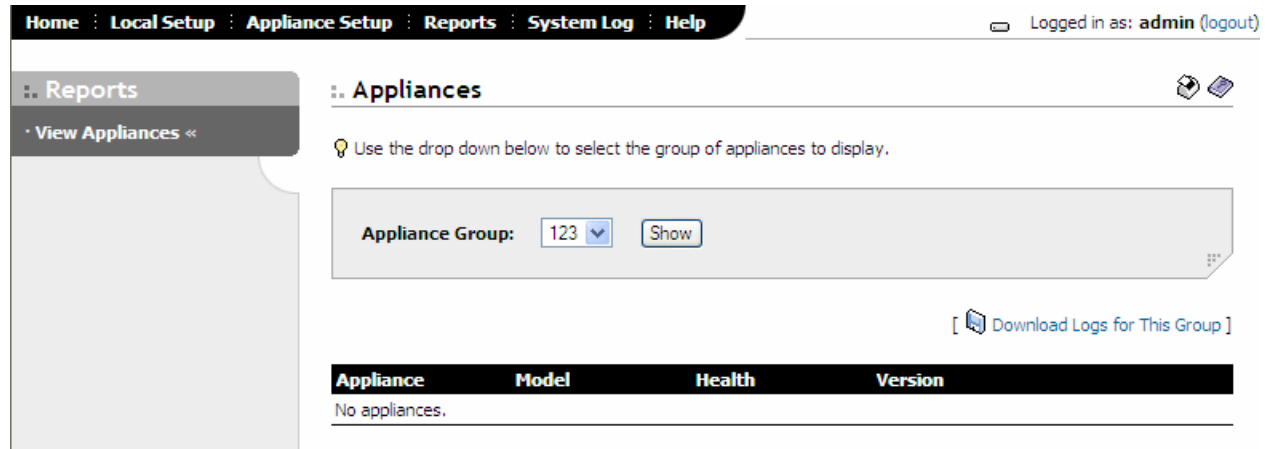 Home Local Setup Appliance Setup Reports System Log Help Logged in as: admin (logout)
:. Reports
· View Appliances «
:. Appliances
Use the drop down below to select the group of appliances to display.
Appliance Group: 123 Show
[ Download Logs for This Group ]
Appliance Model Health Version
No appliances.